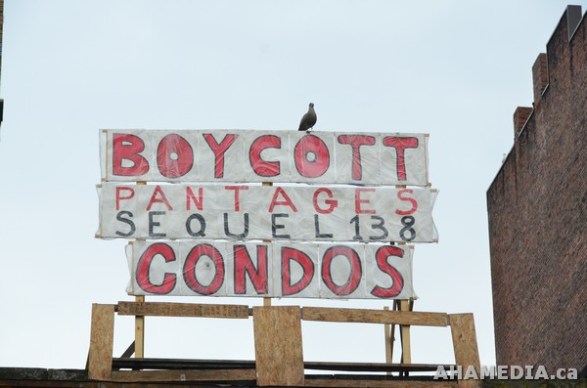 BOYCOTT
PANTAGES
SEQUEL 138
CONDOS
AHAMEDIA.ca